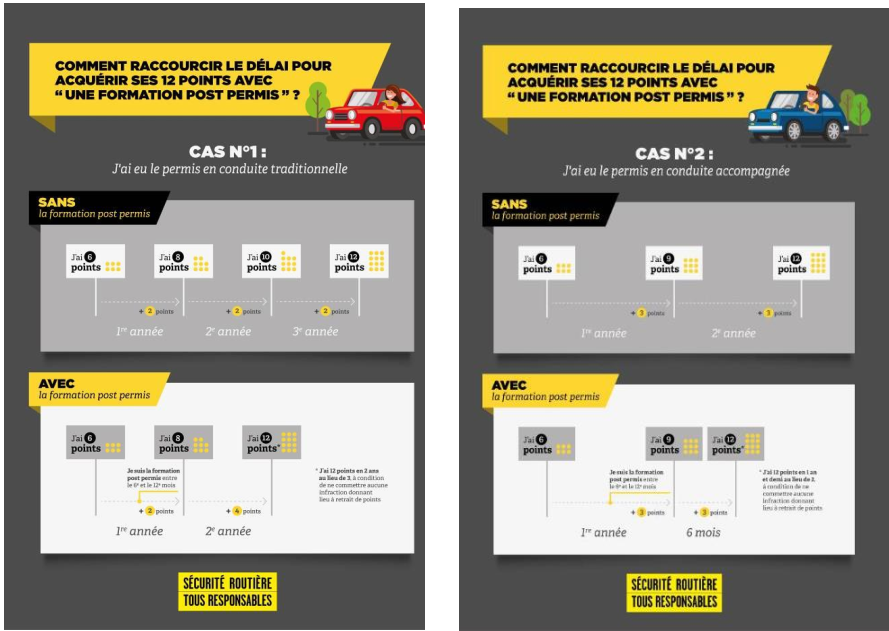 COMMENT RACCOURCIR LE DÉLAI POUR
ACQUÉRIR SES 12 POINTS AVEC
“ UNE FORMATION POST PERMIS ” ?
CAS N°1 :
J'ai eu le permis en conduite traditionnelle
SANS
la formation post permis
J'ai 6 points
J'ai 8 points
J'ai 10 points
J'ai 12 points
+ 2 points
+ 2 points
+ 2 points
1re année
2e année
3e année
AVEC
la formation post permis
J'ai 6 points
J'ai 8 points
J'ai 12 points*
Je suis la formation
post permis entre
le 6e et le 12e mois
+ 2 points
+ 4 points
1re année
2e année
* J'ai 12 points en 2 ans
au lieu de 3, à condition
de ne commettre aucune
infraction donnant
lieu à retrait de points
SÉCURITÉ ROUTIÈRE
TOUS RESPONSABLES
COMMENT RACCOURCIR LE DÉLAI POUR
ACQUÉRIR SES 12 POINTS AVEC
“ UNE FORMATION POST PERMIS ” ?
CAS N°2 :
J'ai eu le permis en conduite accompagnée
SANS
la formation post permis
J'ai 6 points
J'ai 9 points
J'ai 12 points
+ 3 points
+ 3 points
1re année
2e année
AVEC
la formation post permis
J'ai 6 points
J'ai 9 points
J'ai 12 points*
Je suis la formation
post permis entre
le 6e et le 12e mois
+ 3 points
+ 3 points
1re année
6 mois
* J'ai 12 points en 1 an
et demi au lieu de 2,
à condition de ne
commettre aucune
infraction donnant
lieu à retrait de points
SÉCURITÉ ROUTIÈRE
TOUS RESPONSABLES